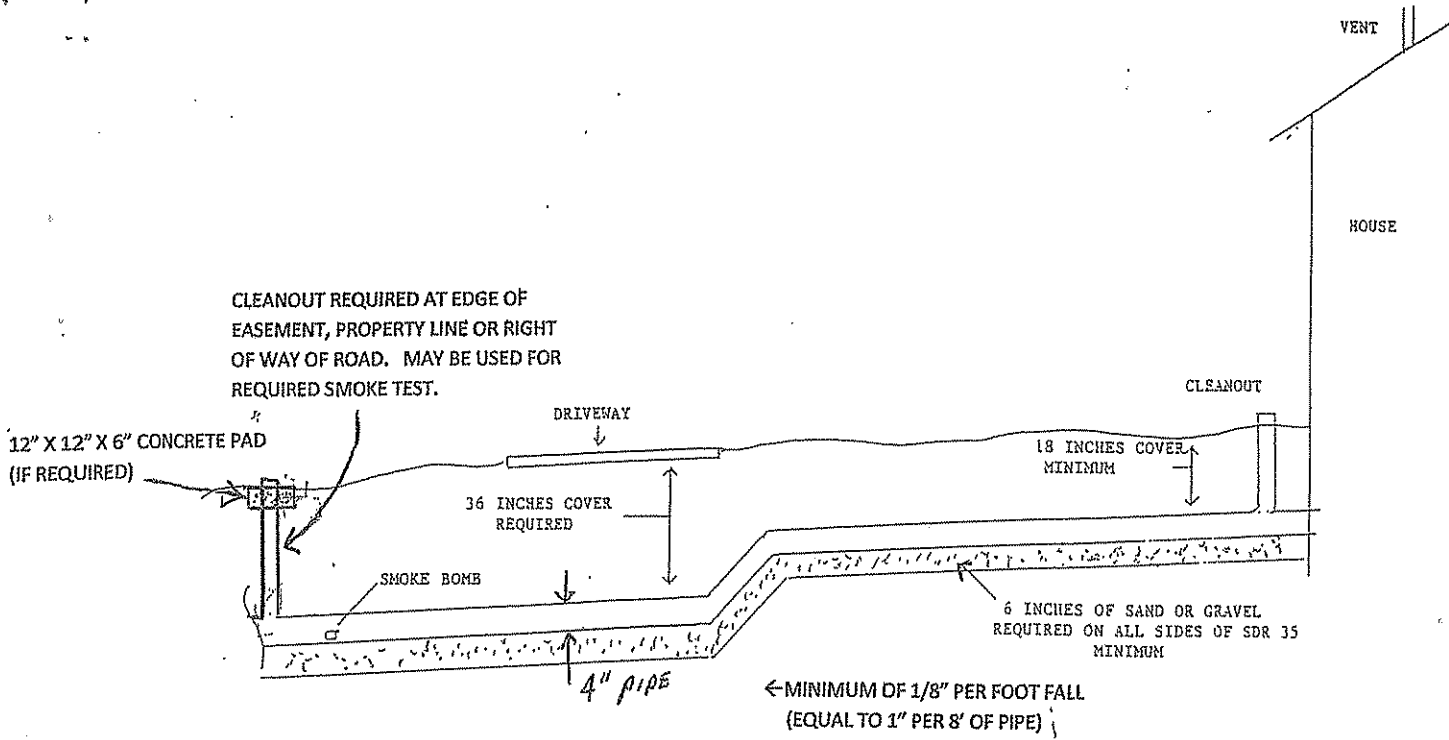 VENT
HOUSE
CLEANOUT REQUIRED AT EDGE OF
EASEMENT, PROPERTY LINE OR RIGHT
OF WAY OF ROAD. MAY BE USED FOR
REQUIRED SMOKE TEST.
CLEANOUT
DRIVEWAY
12" X 12" X 6" CONCRETE PAD
(IF REQUIRED)
18 INCHES COVER
MINIMUM
36 INCHES COVER
REQUIRED
SMOKE BOMB
6 INCHES OF SAND OR GRAVEL
REQUIRED ON ALL SIDES OF SDR 35
MINIMUM
4" PIPE
←MINIMUM OF 1/8" PER FOOT FALL
(EQUAL TO 1" PER 8' OF PIPE)